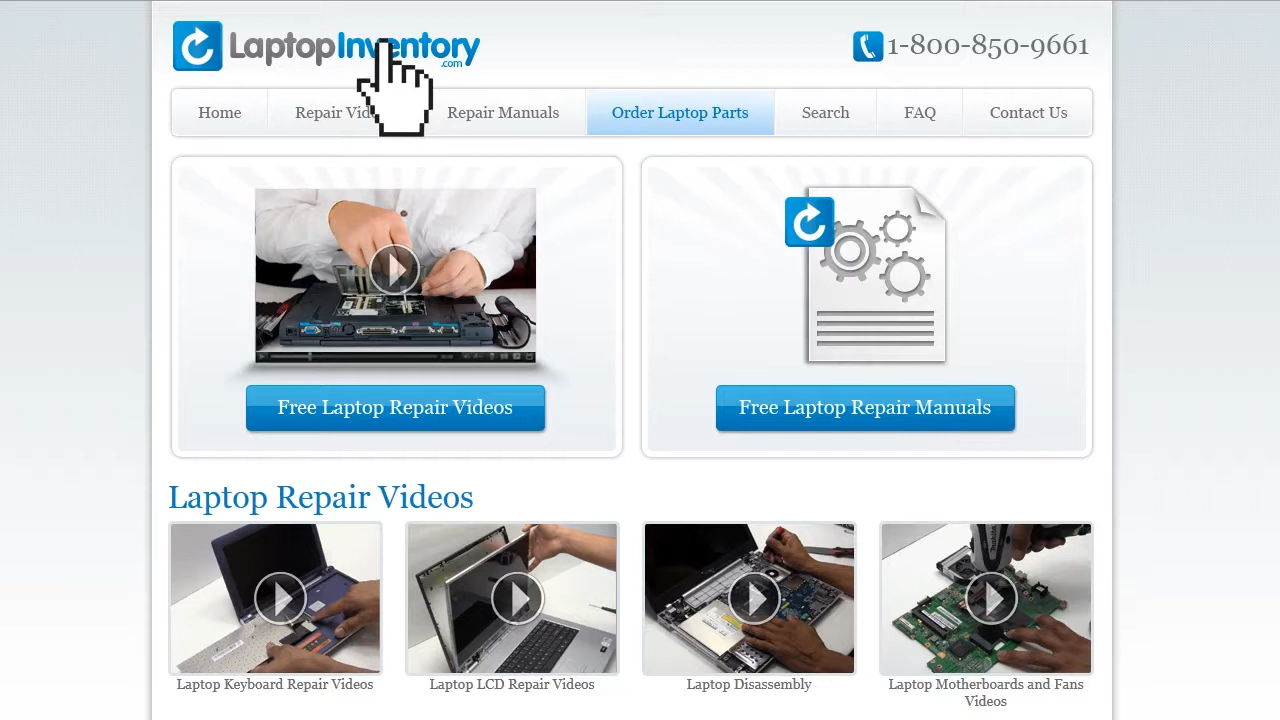 LaptopInventory
.com
1-800-850-9661
Home
Repair Vid
Repair Manuals
Order Laptop Parts
Search
FAQ
Contact Us
Free Laptop Repair Videos
Free Laptop Repair Manuals
Laptop Repair Videos
Laptop Keyboard Repair Videos
Laptop LCD Repair Videos
Laptop Disassembly
Laptop Motherboards and Fans
Videos